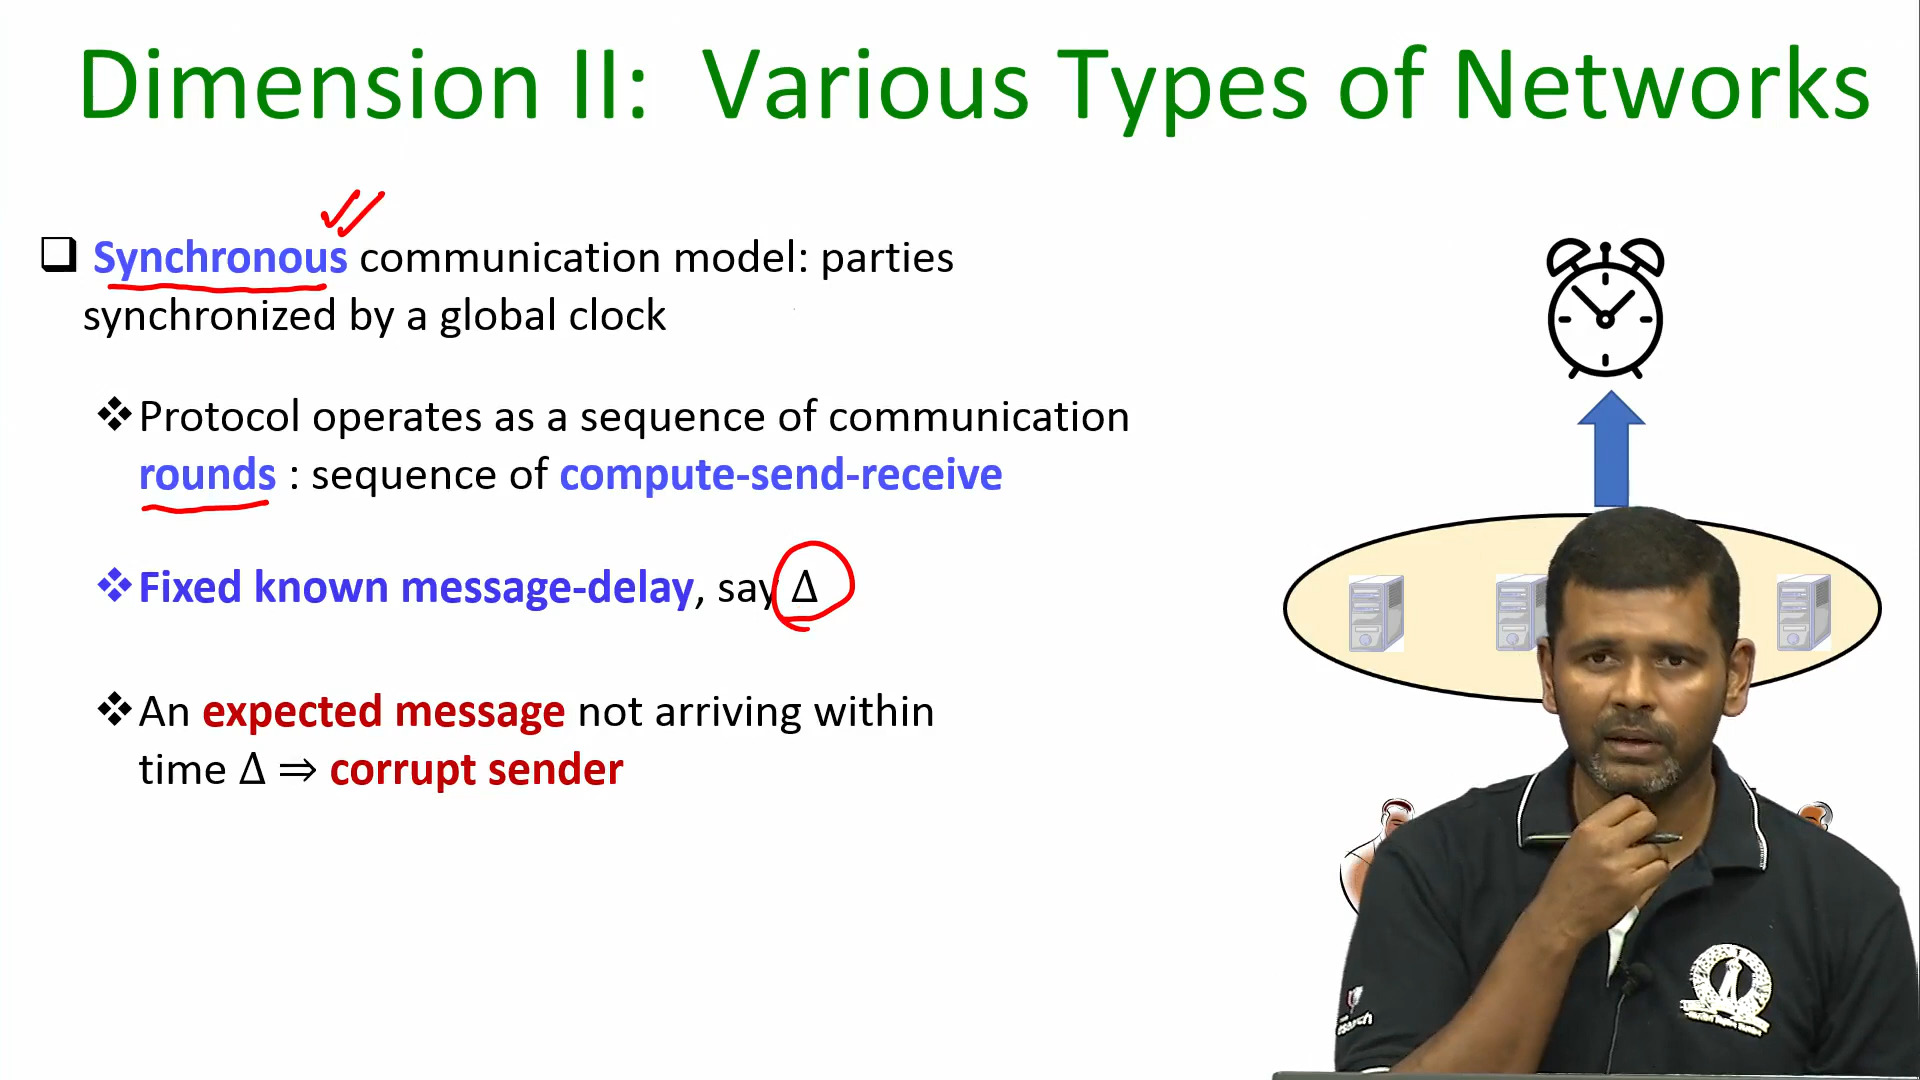 Dimension II: Various Types of Networks
Synchronous communication model: parties
synchronized by a global clock
Protocol operates as a sequence of communication
rounds : sequence of compute-send-receive
Fixed known message-delay, say Δ
An expected message not arriving within
time Δ ⇒ corrupt sender